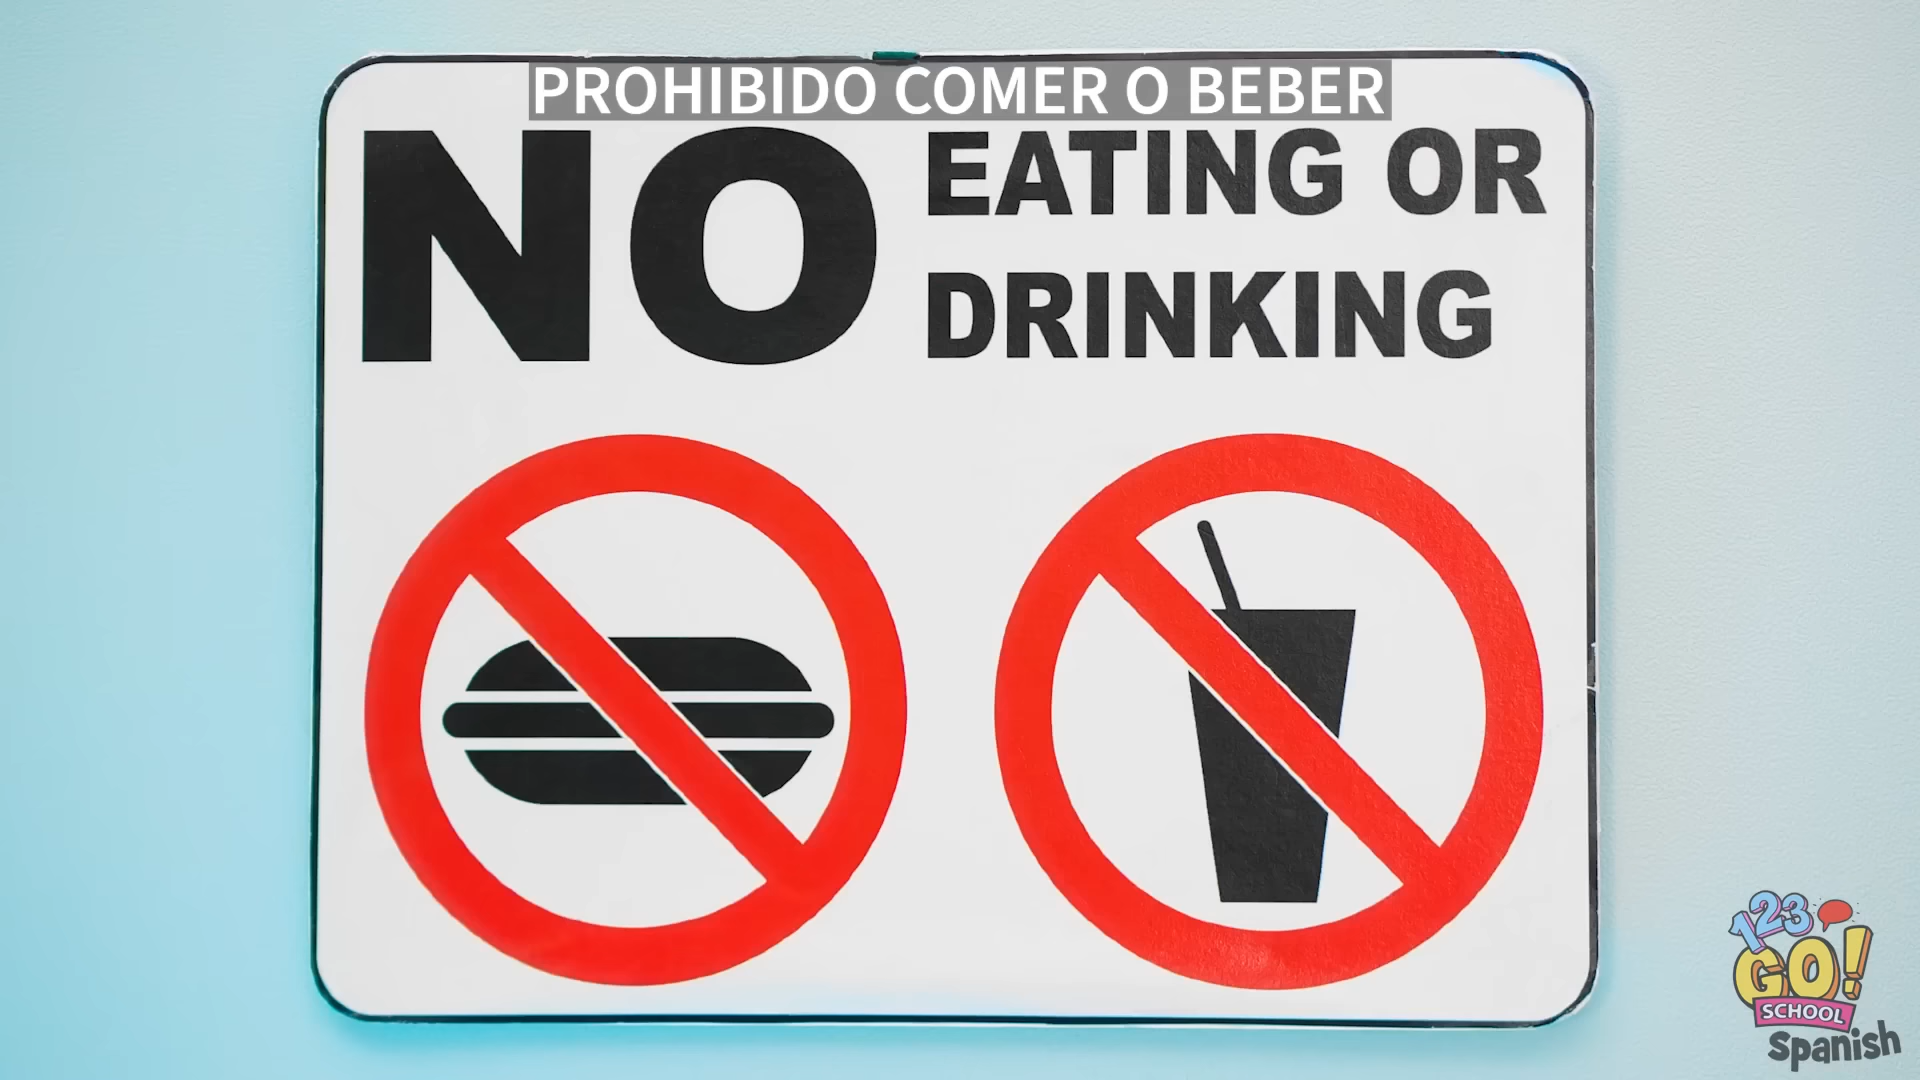 PROHIBIDO COMER O BEBER
NO
EATING OR
DRINKING
123
GO!
SCHOOL
Spanish